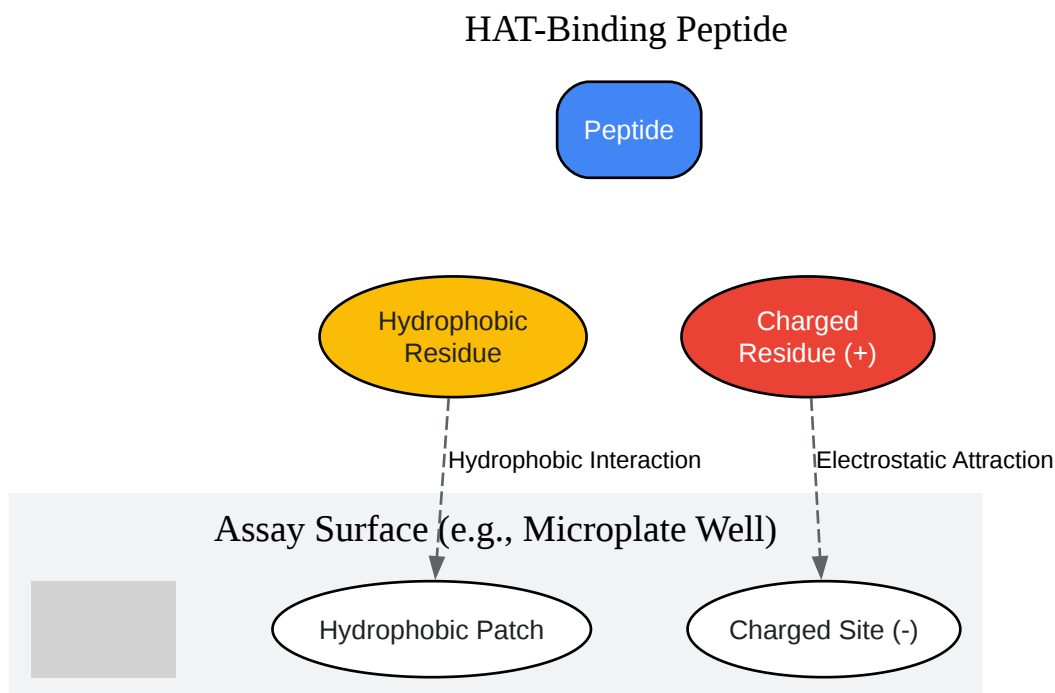 HAT-Binding Peptide
Peptide
Hydrophobic
Residue
Charged
Residue (+)
Hydrophobic Interaction
Electrostatic Attraction
Assay Surface (e.g., Microplate Well)
Hydrophobic Patch
Charged Site (-)